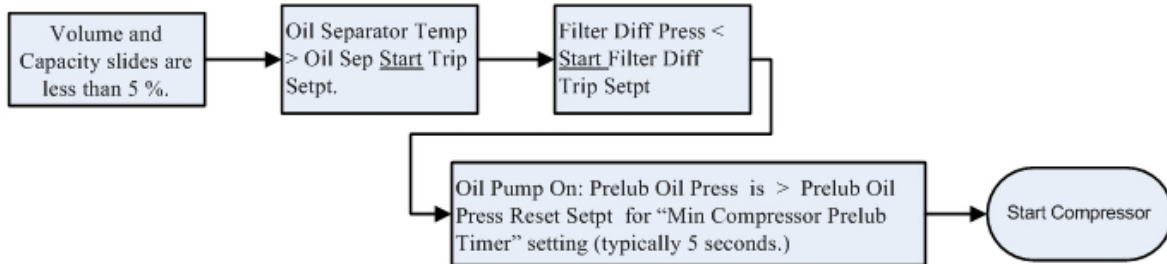 Volume and
Capacity slides are
less than 5 %.
Oil Separator Temp
> Oil Sep Start Trip
Setpt.
Filter Diff Press <
Start Filter Diff
Trip Setpt
Oil Pump On: Prelub Oil Press is > Prelub Oil
Press Reset Setpt for “Min Compressor Prelub
Timer” setting (typically 5 seconds.)
Start Compressor